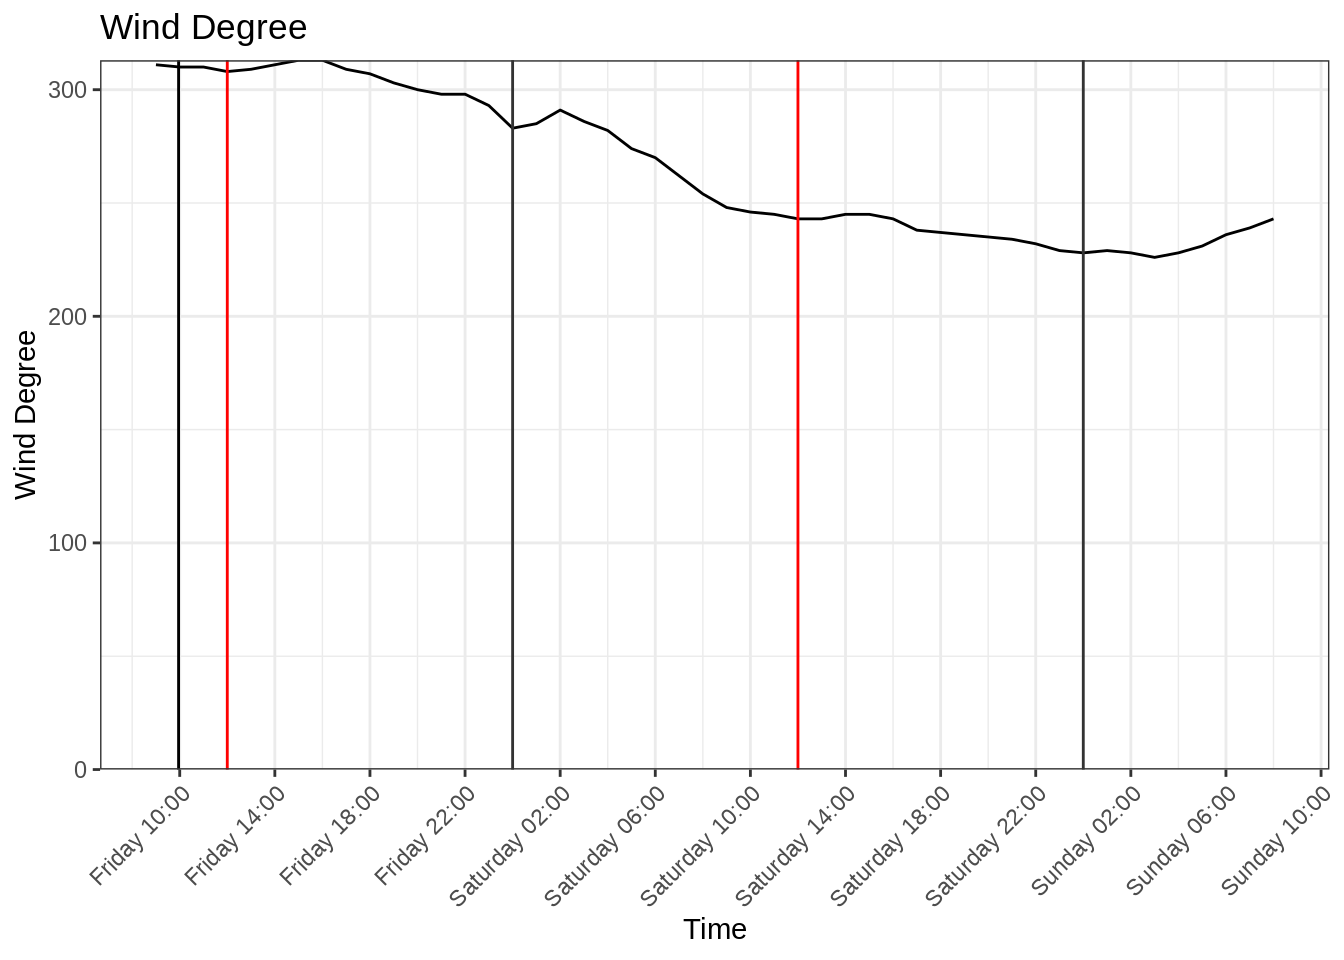 Wind Degree
Wind Degree
300
200
100
0
Friday 10:00
Friday 14:00
Friday 18:00
Friday 22:00
Saturday 02:00
Saturday 06:00
Saturday 10:00
Saturday 14:00
Saturday 18:00
Saturday 22:00
Sunday 02:00
Sunday 06:00
Sunday 10:00
Time